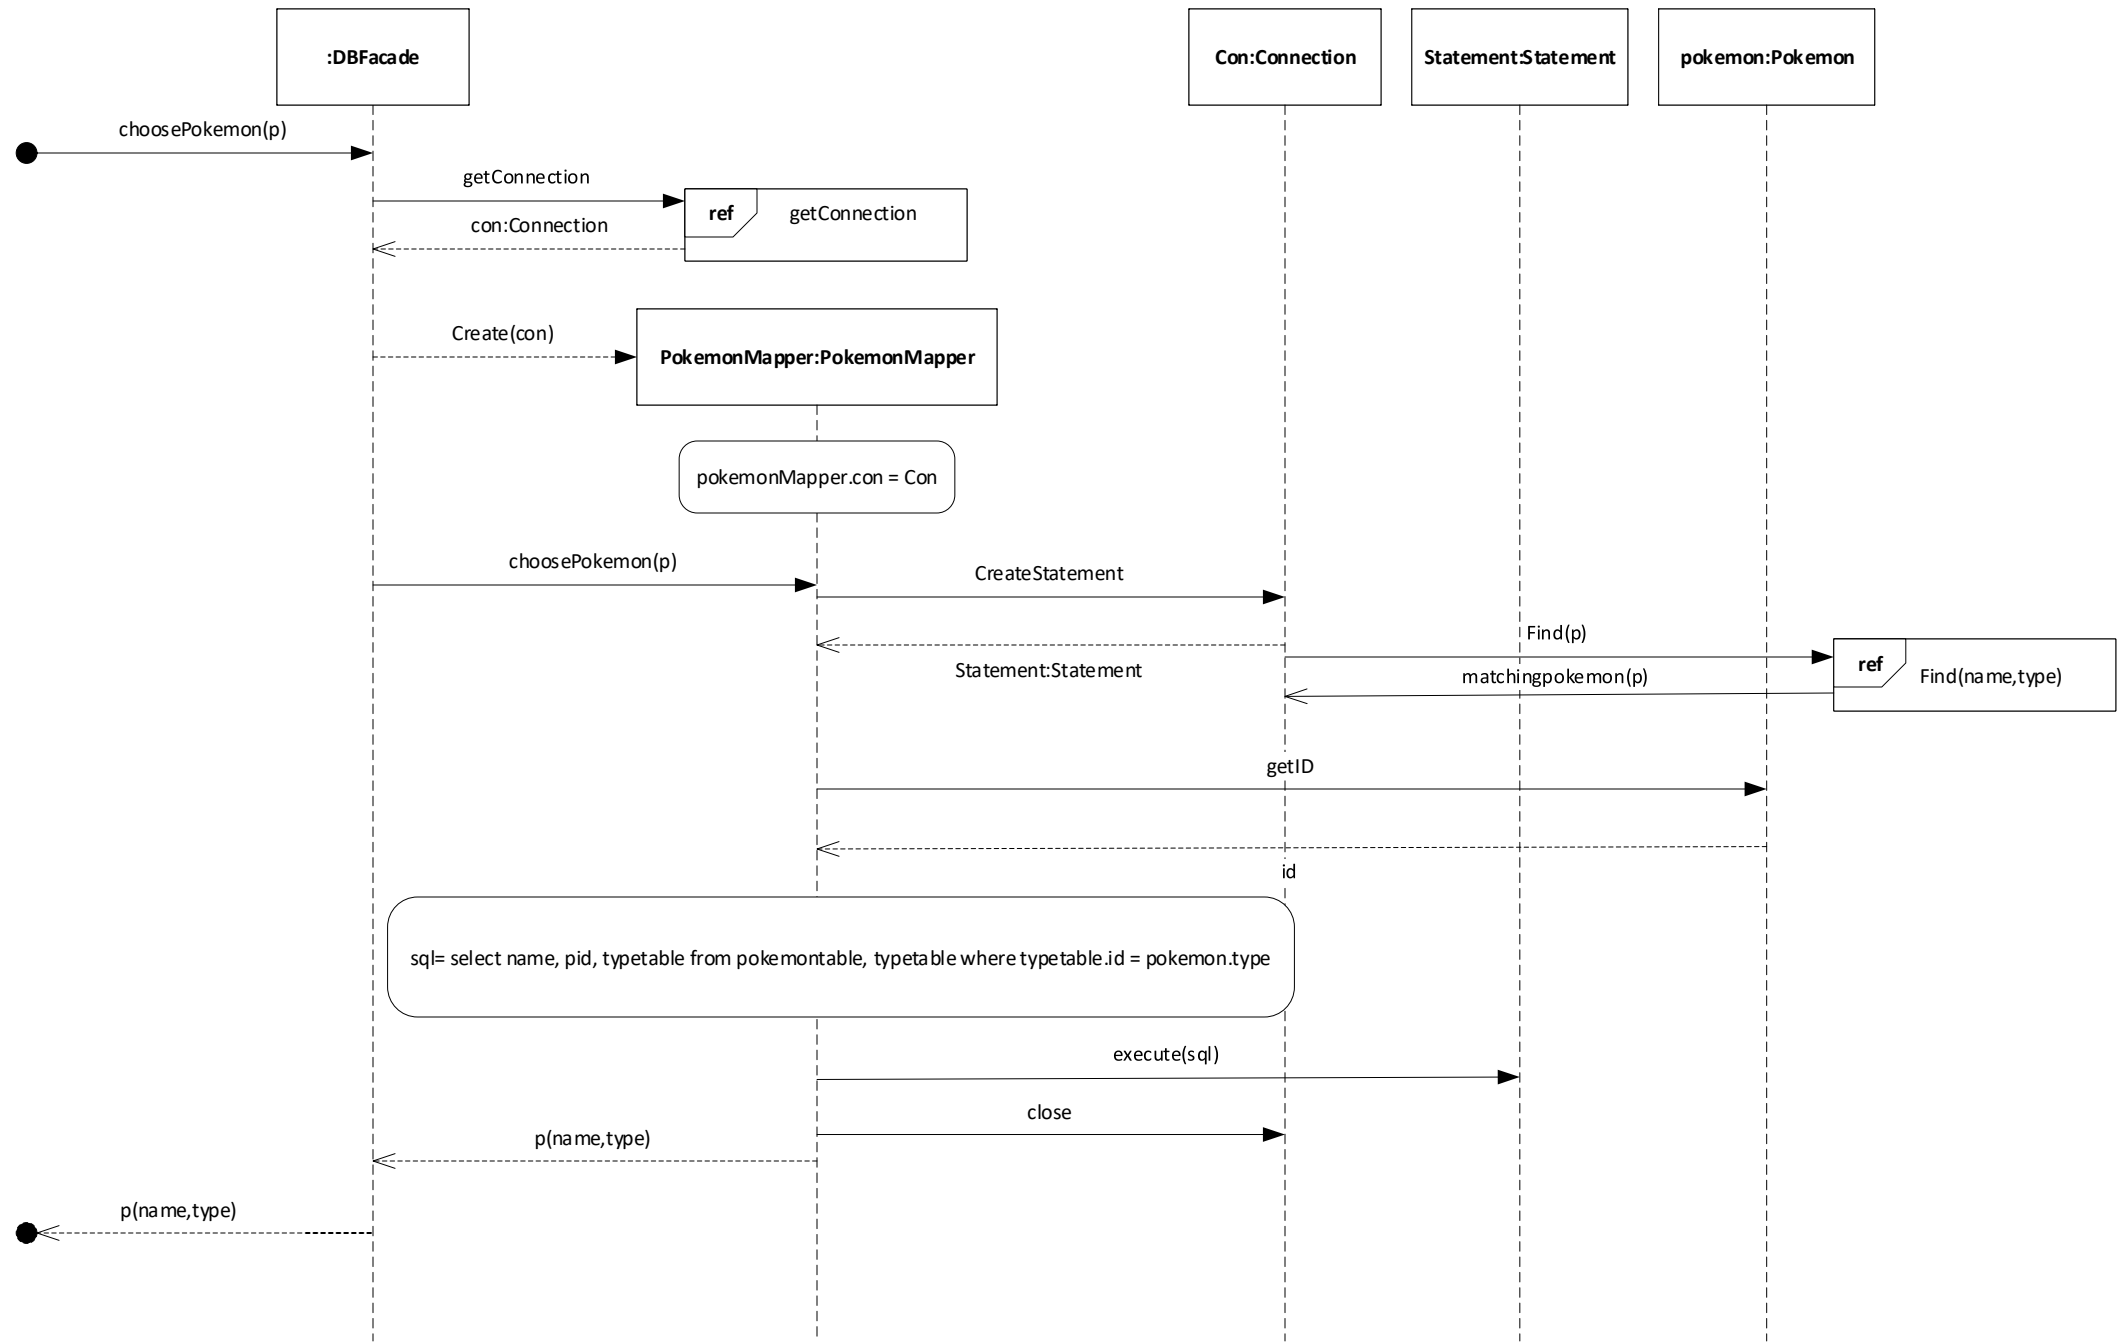 :DBFacade
Con:Connection
Statement:Statement
pokemon:Pokemon
choosePokemon(p)
getConnection
ref
getConnection
con:Connection
Create(con)
PokemonMapper:PokemonMapper
pokemonMapper.con = Con
choosePokemon(p)
CreateStatement
Find(p)
Statement:Statement
matchingpokemon(p)
ref
Find(name,type)
getID
id
sql= select name, pid, typetable from pokemontable, typetable where typetable.id = pokemon.type
execute(sql)
close
p(name,type)
p(name,type)